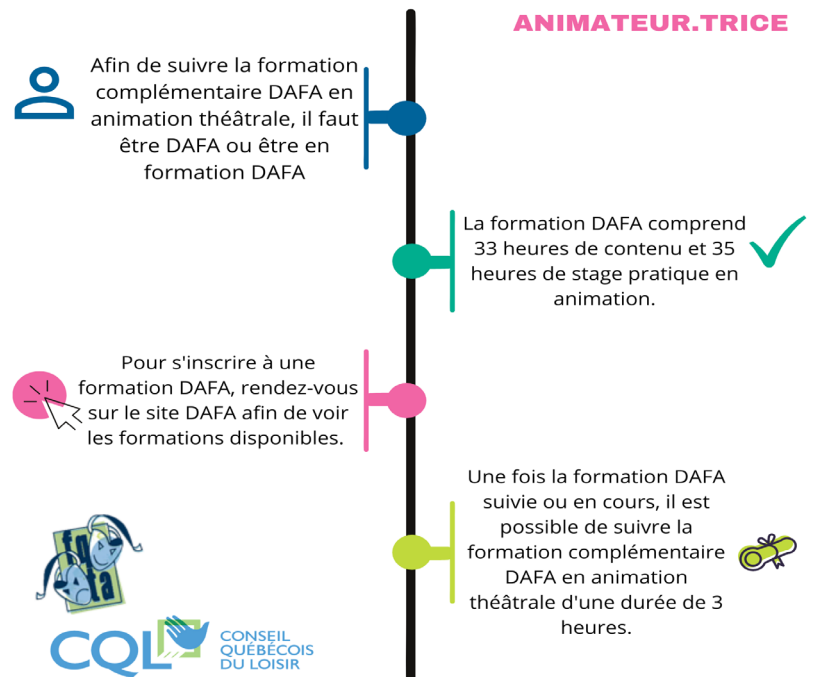 ANIMATEUR.TRICE
Afin de suivre la formation
complémentaire DAFA en
animation théâtrale, il faut
être DAFA ou être en
formation DAFA
La formation DAFA comprend
33 heures de contenu et 35
heures de stage pratique en
animation.
Pour s'inscrire à une
formation DAFA, rendez-vous
sur le site DAFA afin de voir
les formations disponibles.
Une fois la formation DAFA
suivie ou en cours, il est
possible de suivre la
formation complémentaire
DAFA en animation
théâtrale d'une durée de 3
heures.
CQL
CONSEIL
QUÉBÉCOIS
DU LOISIR